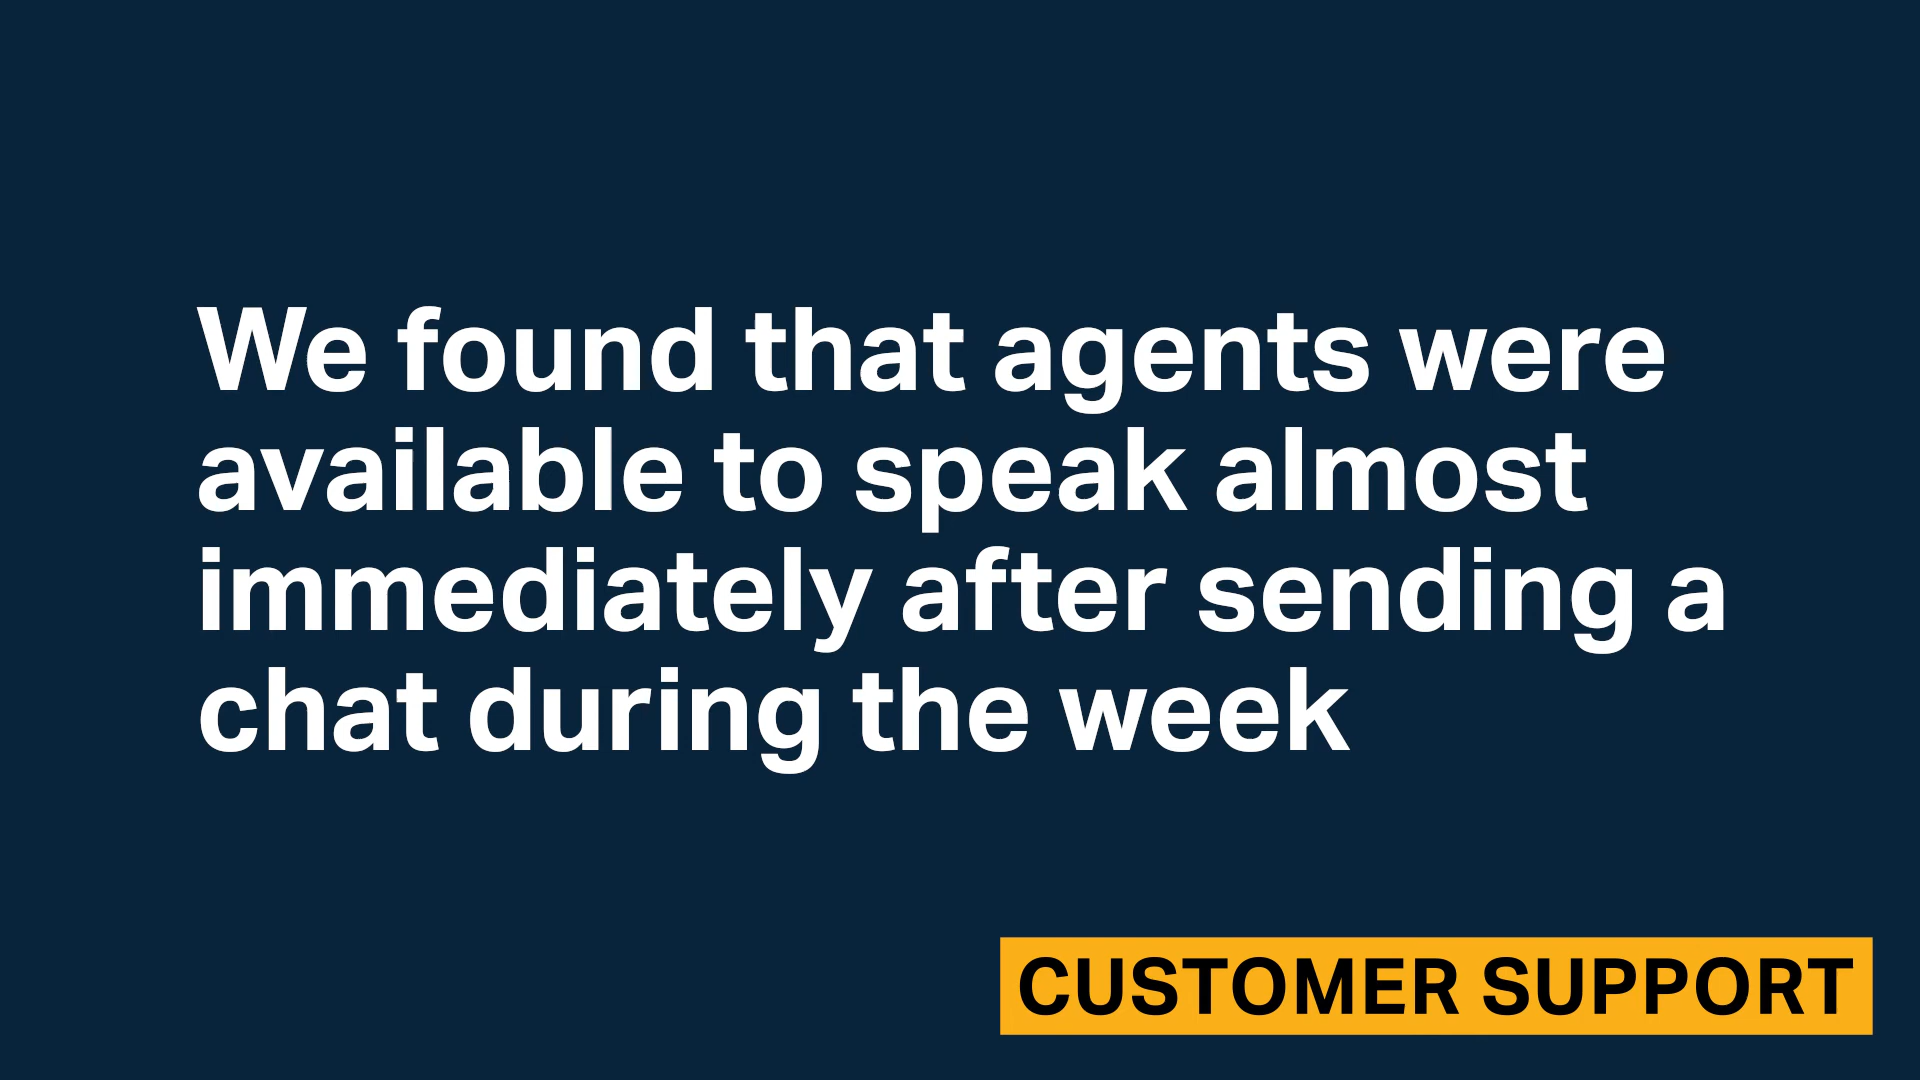 We found that agents were
available to speak almost
immediately after sending a
chat during the week
CUSTOMER SUPPORT